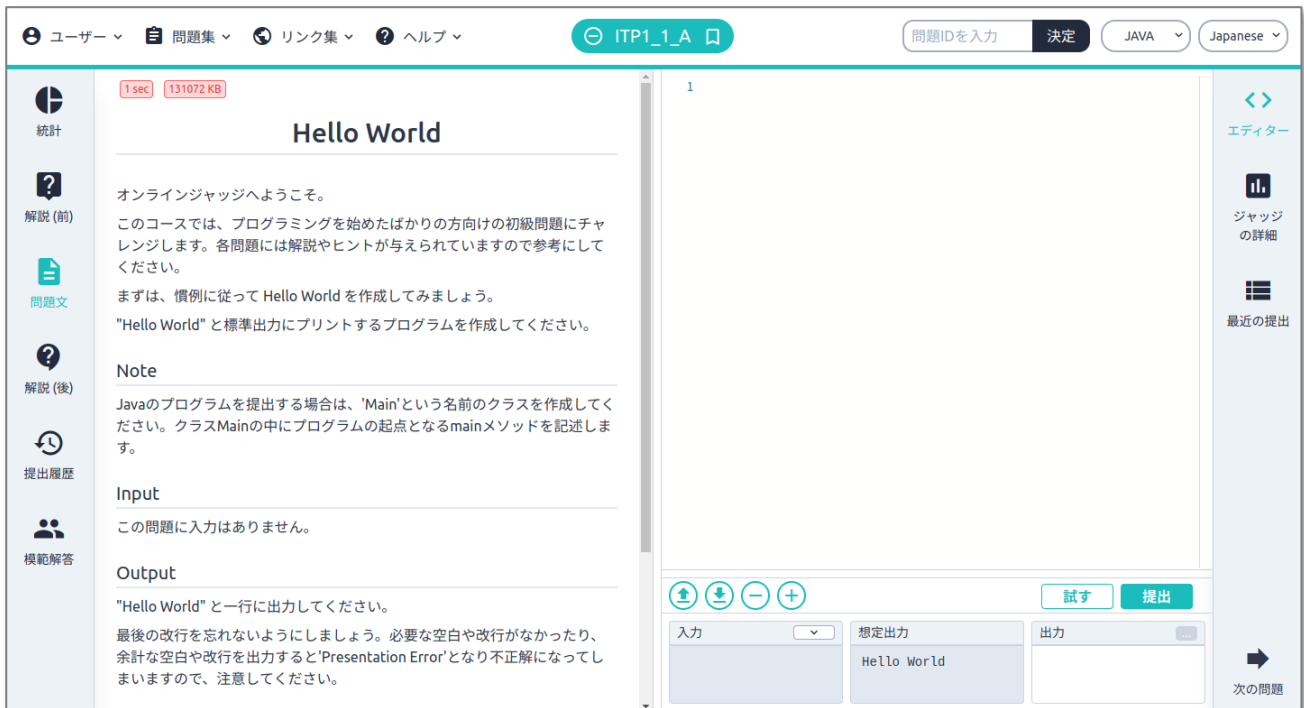 ユーザー 問題集 リンク集 ヘルプ ITP1_1_A 問題IDを入力 決定 JAVA Japanese
統計
解説 (前)
問題文
解説 (後)
提出履歴
模範解答
1 sec 131072 KB
Hello World
オンラインジャッジへようこそ。
このコースでは、プログラミングを始めたばかりの方向けの初級問題にチャ
レンジします。各問題には解説やヒントが与えられていますので参考にして
ください。
まずは、慣例に従って Hello World を作成してみましょう。
"Hello World" と標準出力にプリントするプログラムを作成してください。
Note
Javaのプログラムを提出する場合は、'Main'という名前のクラスを作成してく
ださい。クラスMainの中にプログラムの起点となるmainメソッドを記述しま
す。
Input
この問題に入力はありません。
Output
"Hello World" と一行に出力してください。
最後の改行を忘れないようにしましょう。必要な空白や改行がなかったり、
余計な空白や改行を出力すると'Presentation Error'となり不正解になってし
まいますので、注意してください。
1
試す 提出
入力 想定出力 出力 ...
Hello World
エディター
ジャッジ
の詳細
最近の提出
次の問題